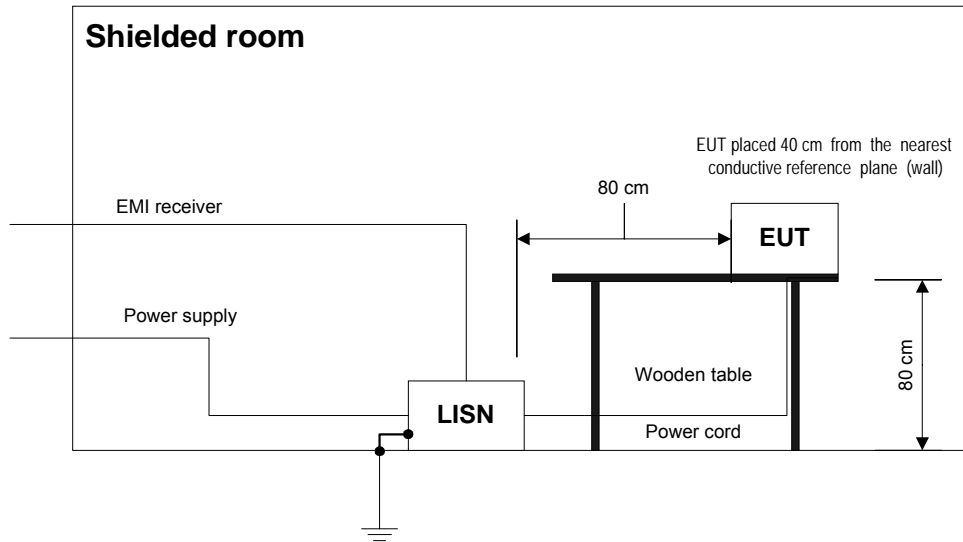 Shielded room
EUT placed 40 cm from the nearest
conductive reference plane (wall)
80 cm
EMI receiver
EUT
Power supply
80 cm
Wooden table
LISN
Power cord